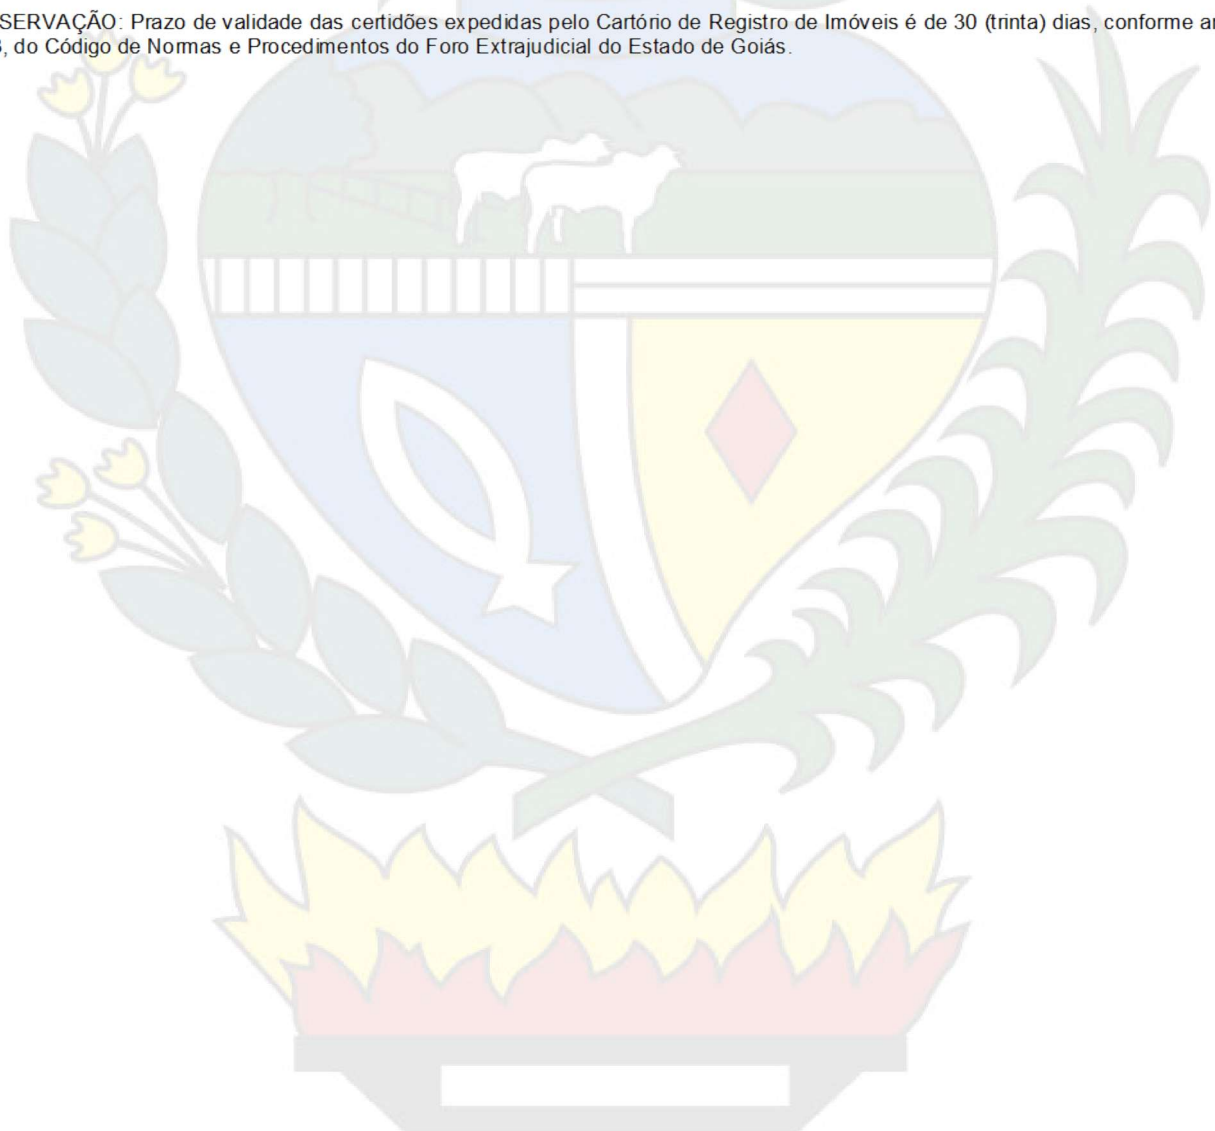 SERVAÇÃO: Prazo de validade das certidões expedidas pelo Cartório de Registro de Imóveis é de 30 (trinta) dias, conforme
, do Código de Normas e Procedimentos do Foro Extrajudicial do Estado de Goiás.